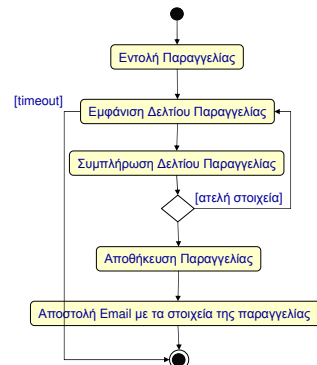 Εντολή Παραγγελίας
[timeout]
Εμφάνιση Δελτίου Παραγγελίας
Συμπλήρωση Δελτίου Παραγγελίας
[ατελή στοιχεία]
Αποθήκευση Παραγγελίας
Αποστολή Email με τα στοιχεία της παραγγελίας